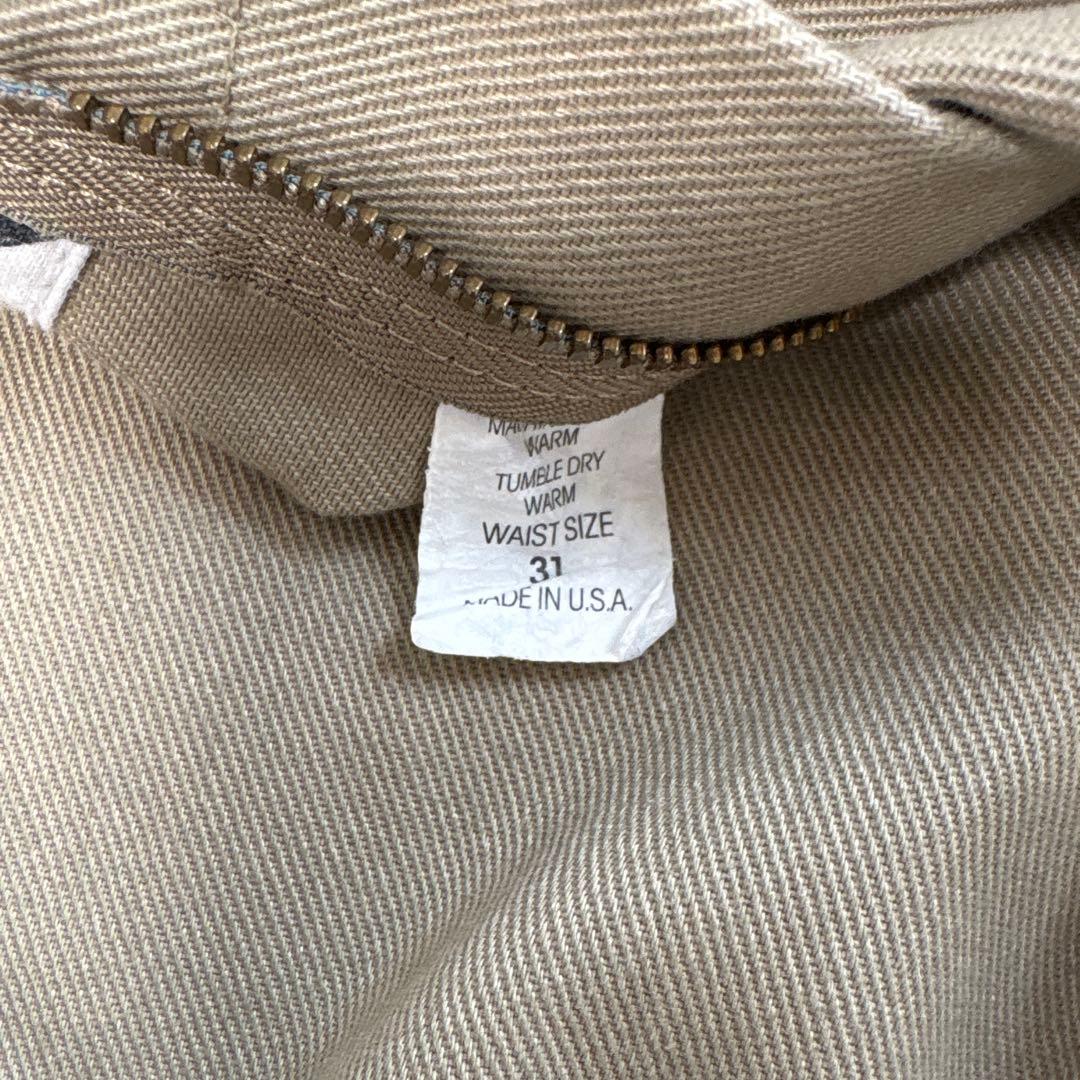 WARM
TUMBLE DRY
WARM
WAIST SIZE
31
MADE IN U.S.A.